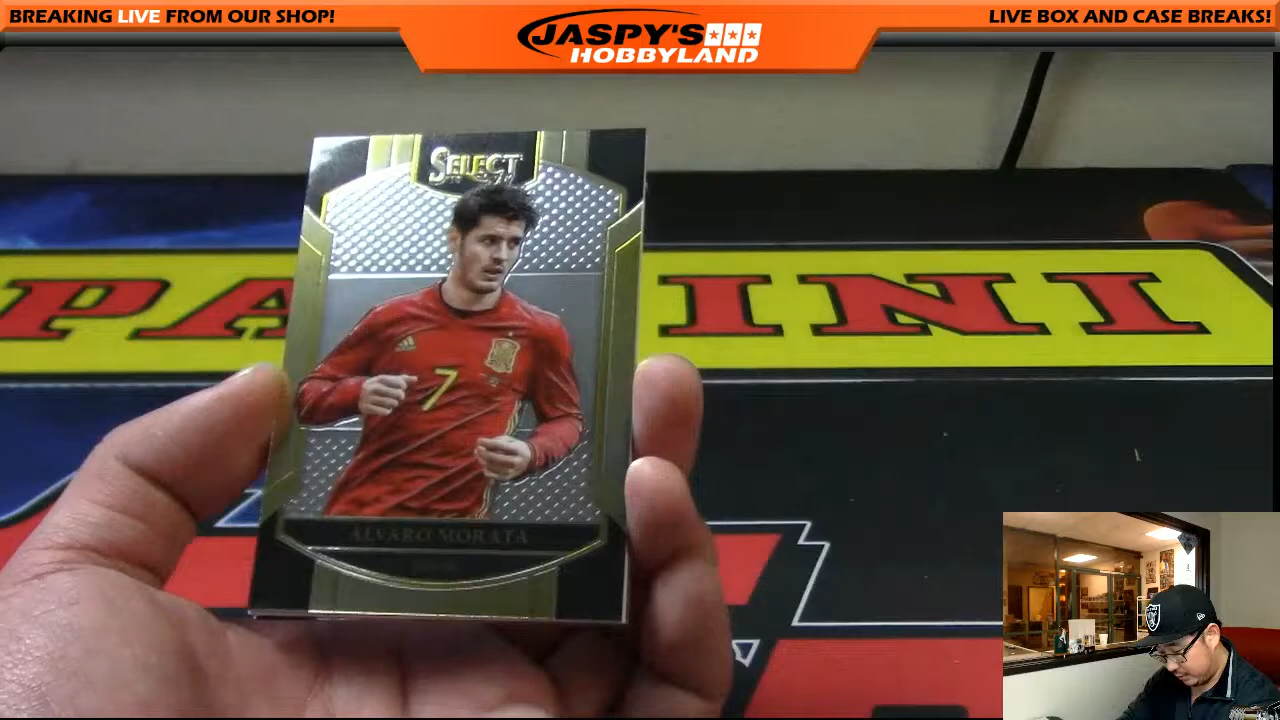 BREAKING LIVE FROM OUR SHOP!
JASPY'S
HOBBYLAND
LIVE BOX AND CASE BREAKS!
SELECT
PA
INI
7
ALVARO MORATA